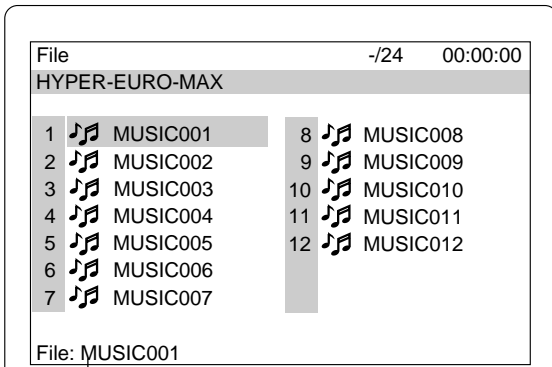 File -/24 00:00:00
HYPER-EURO-MAX
1 MUSIC001
2 MUSIC002
3 MUSIC003
4 MUSIC004
5 MUSIC005
6 MUSIC006
7 MUSIC007
8 MUSIC008
9 MUSIC009
10 MUSIC010
11 MUSIC011
12 MUSIC012
File: MUSIC001